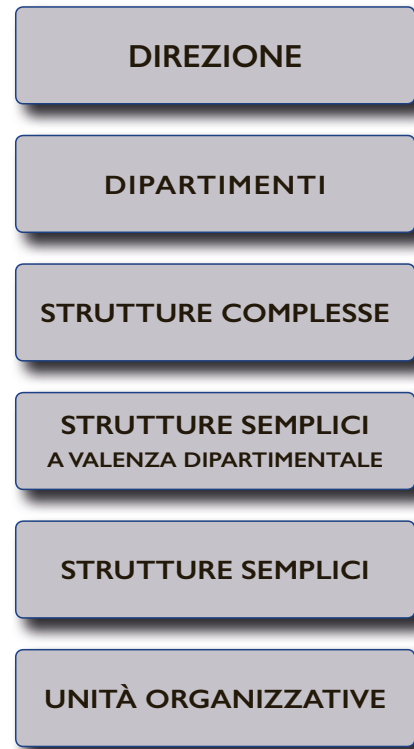 DIREZIONE
DIPARTIMENTI
STRUTTURE COMPLESSE
STRUTTURE SEMPLICI
A VALENZA DIPARTIMENTALE
STRUTTURE SEMPLICI
UNITÀ ORGANIZZATIVE